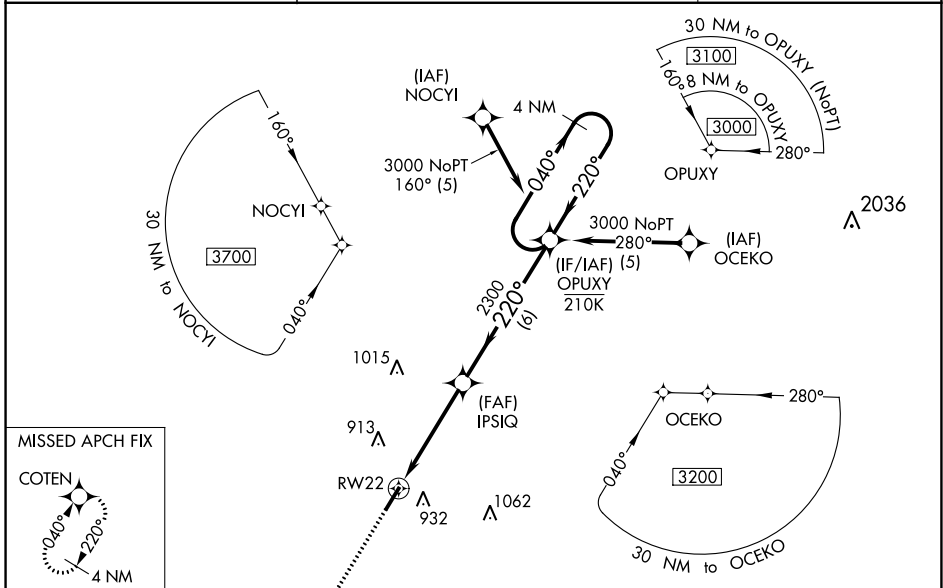 30 NM to OPUXY (NoPT)
3100
160°
8 NM to OPUXY
3000
280°
OPUXY
(IAF)
NOCYI
4 NM
3000 NoPT
160° (5)
040°
220°
160°
NOCYI
3700
30 NM to NOCYI
040°
2036
3000 NoPT
280°
(5)
(IAF)
OCEKO
(IF/IAF)
OPUXY
210K
2300
220°
(6)
1015
(FAF)
IPSIQ
913
RW22
932
1062
280°
OCEKO
040°
3200
30 NM to OCEKO
MISSED APCH FIX
COTEN
040°
220°
4 NM